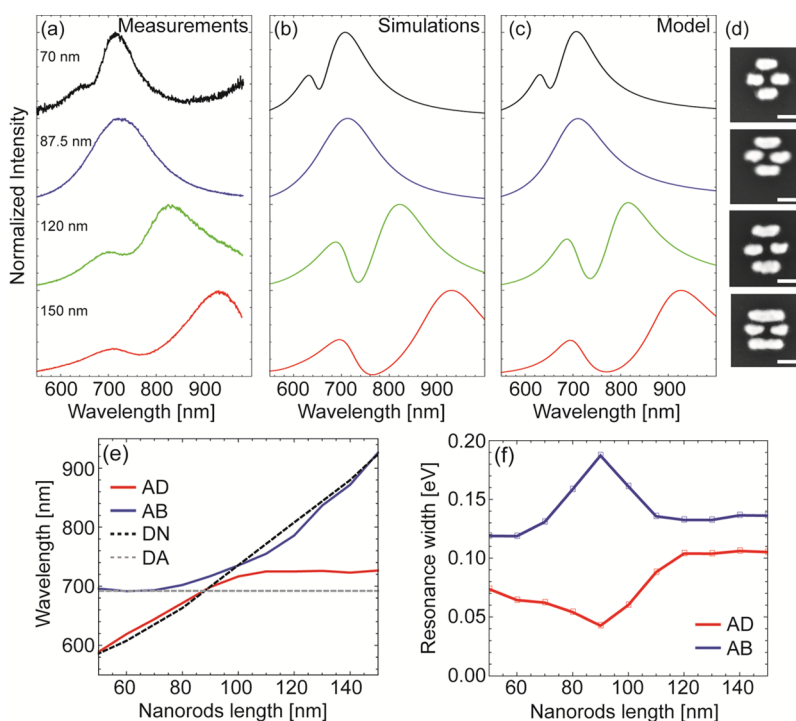 (a) Measurements
(b) Simulations
(c) Model
(d)
70 nm
87.5 nm
120 nm
150 nm
Normalized Intensity
600 700 800 900
Wavelength [nm]
600 700 800 900
Wavelength [nm]
600 700 800 900
Wavelength [nm]
(e)
900
800
700
600
Wavelength [nm]
AD
AB
DN
DA
60 80 100 120 140
Nanorods length [nm]
(f)
0.20
0.15
0.10
0.05
0.00
Resonance width [eV]
AD
AB
60 80 100 120 140
Nanorods length [nm]